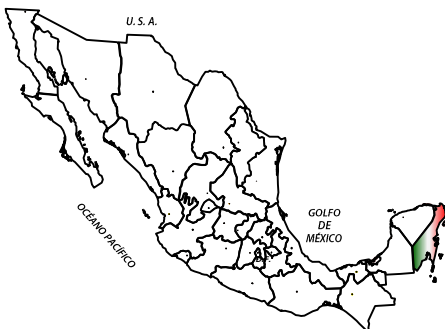 U. S. A.
GOLFO
DE
MÉXICO
OCÉANO PACÍFICO